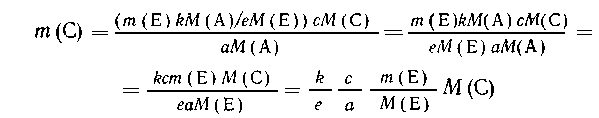 m(C) = (m(E) kM(A)/eM(E)) cM(C) / aM(A) = m(E)kM(A) cM(C) / eM(E) aM(A) =
= kcm(E) M(C) / eaM(E) = k/e c/a m(E)/M(E) M(C)